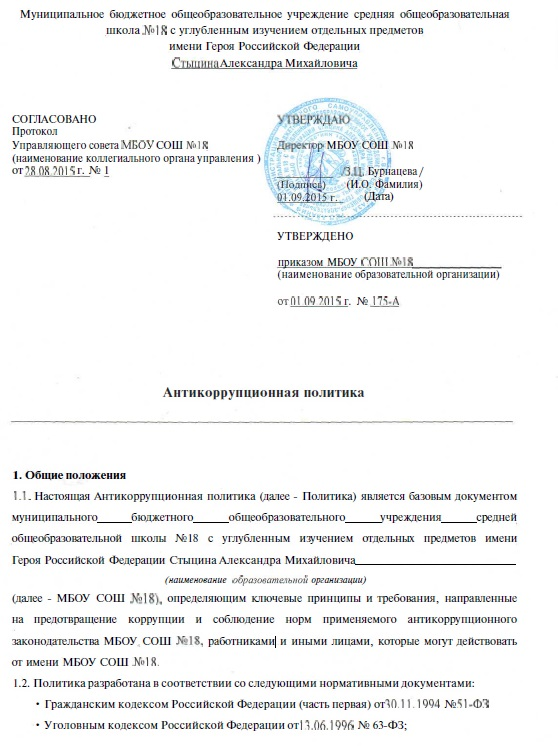 Муниципальное бюджетное общеобразовательное учреждение средняя общеобразовательная
школа №18 с углубленным изучением отдельных предметов
имени Героя Российской Федерации
Стыцина Александра Михайловича
СОГЛАСОВАНО
Протокол
Управляющего совета МБОУ СОШ №18
(наименование коллегиального органа управления )
от 28.08.2015 г. № 1
УТВЕРЖДАЮ
Директор МБОУ СОШ №18
/З.Ц. Бурнацева /
(Подпись) (И.О. Фамилия)
01.09.2015 г. (Дата)
УТВЕРЖДЕНО
приказом МБОУ СОШ №18
(наименование образовательной организации)
от 01.09.2015 г. № 175-А
Антикоррупционная политика
1. Общие положения
1.1. Настоящая Антикоррупционная политика (далее - Политика) является базовым документом
муниципального бюджетного общеобразовательного учреждения средней
общеобразовательной школы №18 с углубленным изучением отдельных предметов имени
Героя Российской Федерации Стыцина Александра Михайловича
(наименование образовательной организации)
(далее - МБОУ СОШ №18), определяющим ключевые принципы и требования, направленные
на предотвращение коррупции и соблюдение норм применяемого антикоррупционного
законодательства МБОУ СОШ №18, работниками и иными лицами, которые могут действовать
от имени МБОУ СОШ №18.
1.2. Политика разработана в соответствии со следующими нормативными документами:
• Гражданским кодексом Российской Федерации (часть первая) от30.11.1994 №51-ФЗ
• Уголовным кодексом Российской Федерации от13.06.1996 № 63-ФЗ;